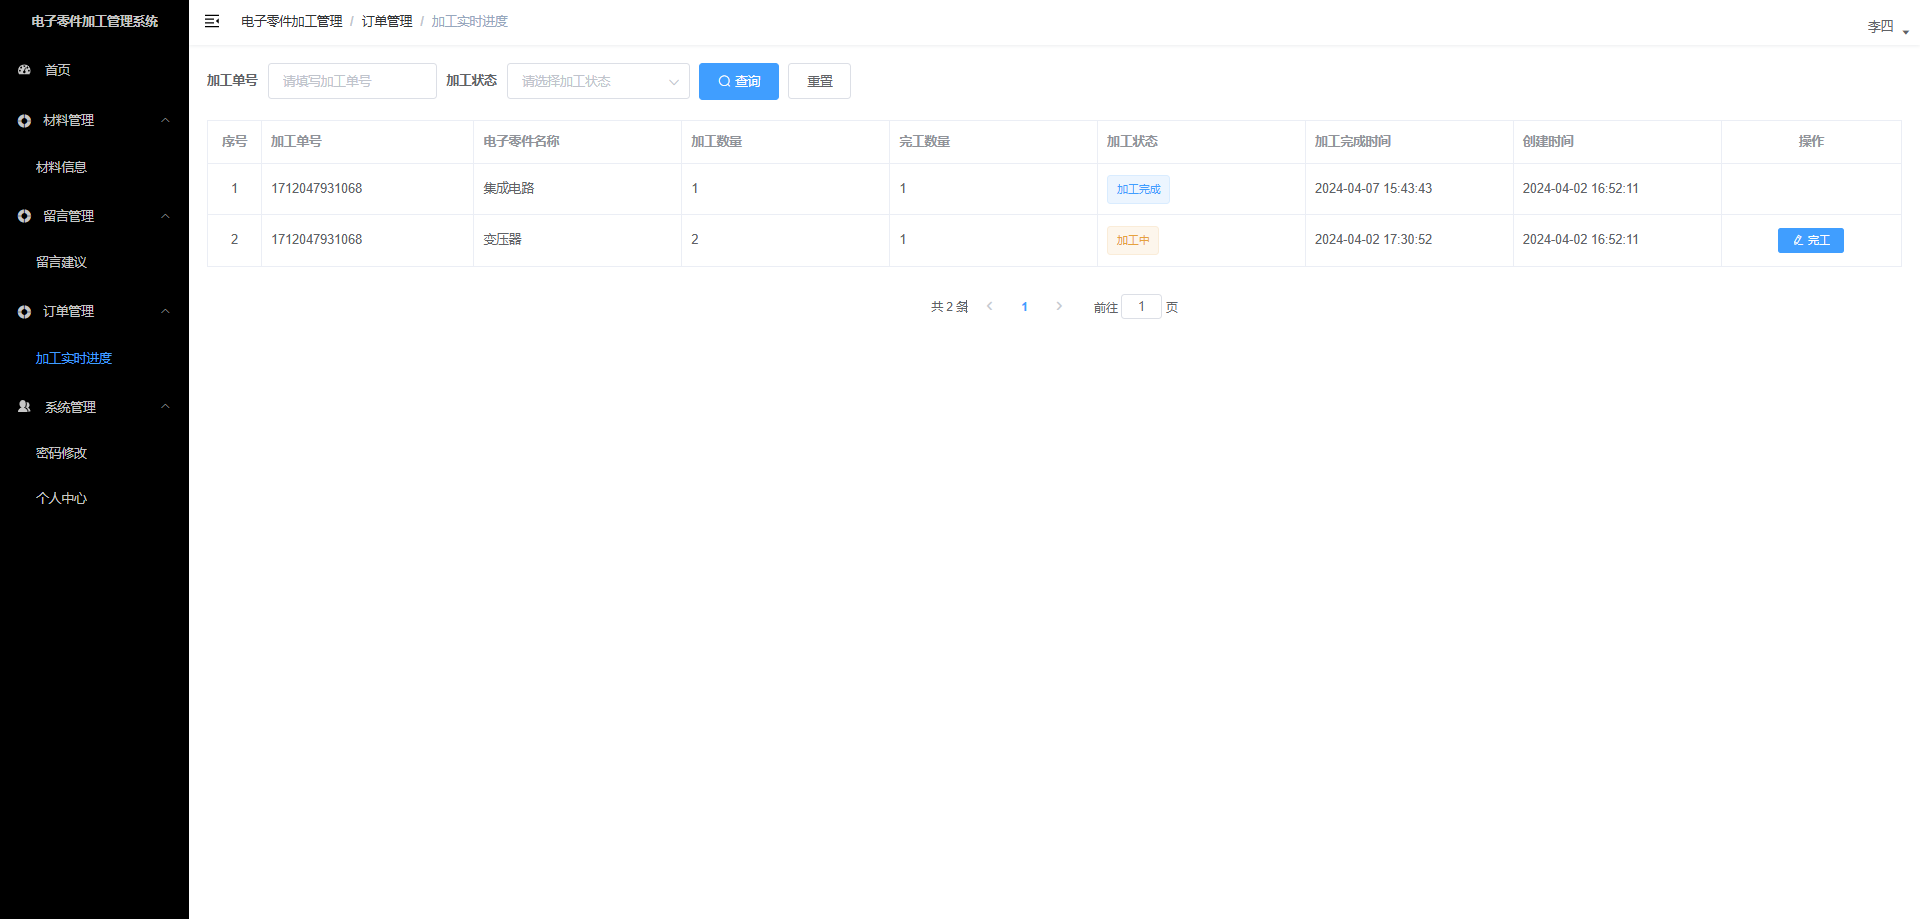 电子零件加工管理系统
首页
材料管理
材料信息
留言管理
留言建议
订单管理
加工实时进度
系统管理
密码修改
个人中心
电子零件加工管理 / 订单管理 / 加工实时进度
李四
加工单号 请填写加工单号 加工状态 请选择加工状态 查询 重置
序号 加工单号 电子零件名称 加工数量 完工数量 加工状态 加工完成时间 创建时间 操作
1 1712047931068 集成电路 1 1 加工完成 2024-04-07 15:43:43 2024-04-02 16:52:11
2 1712047931068 变压器 2 1 加工中 2024-04-02 17:30:52 2024-04-02 16:52:11 完工
共 2 条 1 前往 1 页